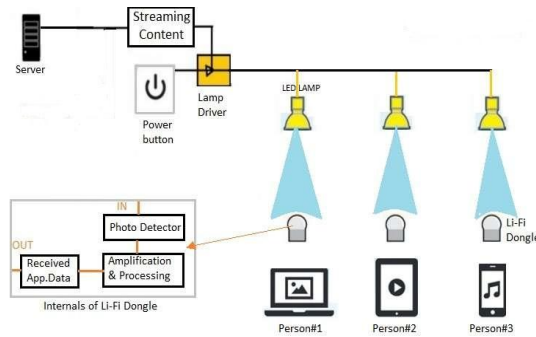 Streaming
Content
Server
Power
button
Lamp
Driver
LED LAMP
Li-Fi
Dongle
IN
Photo Detector
OUT
Received
App.Data
Amplification
& Processing
Internals of Li-Fi Dongle
Person#1
Person#2
Person#3